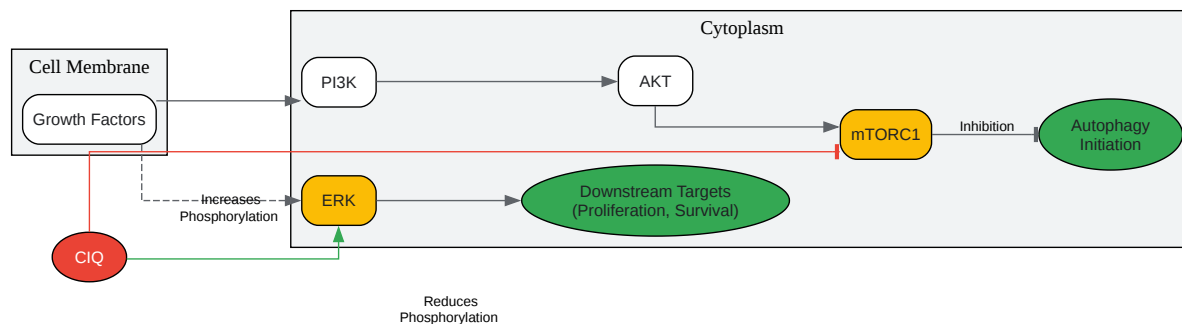 Cytoplasm
Cell Membrane
PI3K
AKT
Growth Factors
mTORC1
Inhibition
Autophagy
Initiation
Increases
Phosphorylation
ERK
Downstream Targets
(Proliferation, Survival)
CIQ
Reduces
Phosphorylation